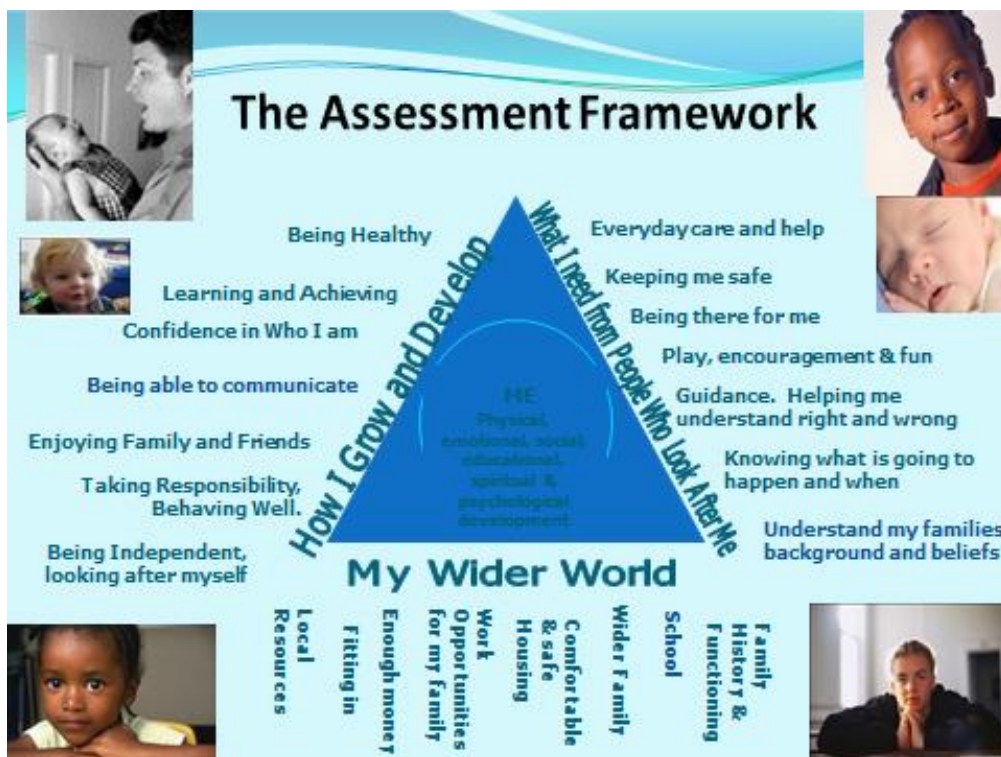 The Assessment Framework
Being Healthy
Learning and Achieving
Confidence in Who I am
Being able to communicate
Enjoying Family and Friends
Taking Responsibility,
Behaving Well.
Being Independent,
looking after myself
How I Grow and Develop
ME
Physical,
emotional, social,
educational,
spiritual &
psychological
development
What I need from People Who Look After Me
Everyday care and help
Keeping me safe
Being there for me
Play, encouragement & fun
Guidance. Helping me
understand right and wrong
Knowing what is going to
happen and when
Understand my families
background and beliefs
My Wider World
Local
Resources
Fitting in
Enough money
Work
Opportunities
for my family
Comfortable
& safe
Housing
Wider Family
School
Family
History &
Functioning